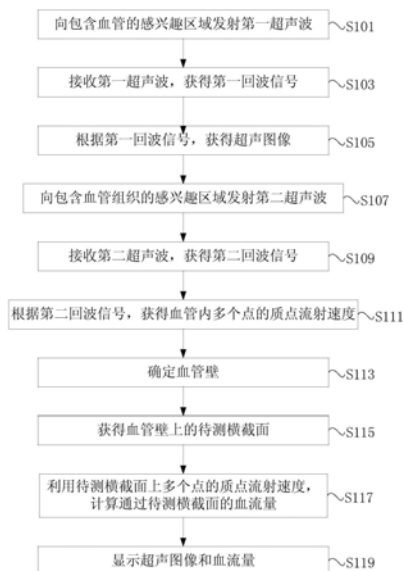 向包含血管的感兴趣区域发射第一超声波 S101
接收第一超声波，获得第一回波信号 S103
根据第一回波信号，获得超声图像 S105
向包含血管组织的感兴趣区域发射第二超声波 S107
接收第二超声波，获得第二回波信号 S109
根据第二回波信号，获得血管内多个点的质点流射速度 S111
确定血管壁 S113
获得血管壁上的待测横截面 S115
利用待测横截面上多个点的质点流射速度，
计算通过待测横截面的血流量 S117
显示超声图像和血流量 S119